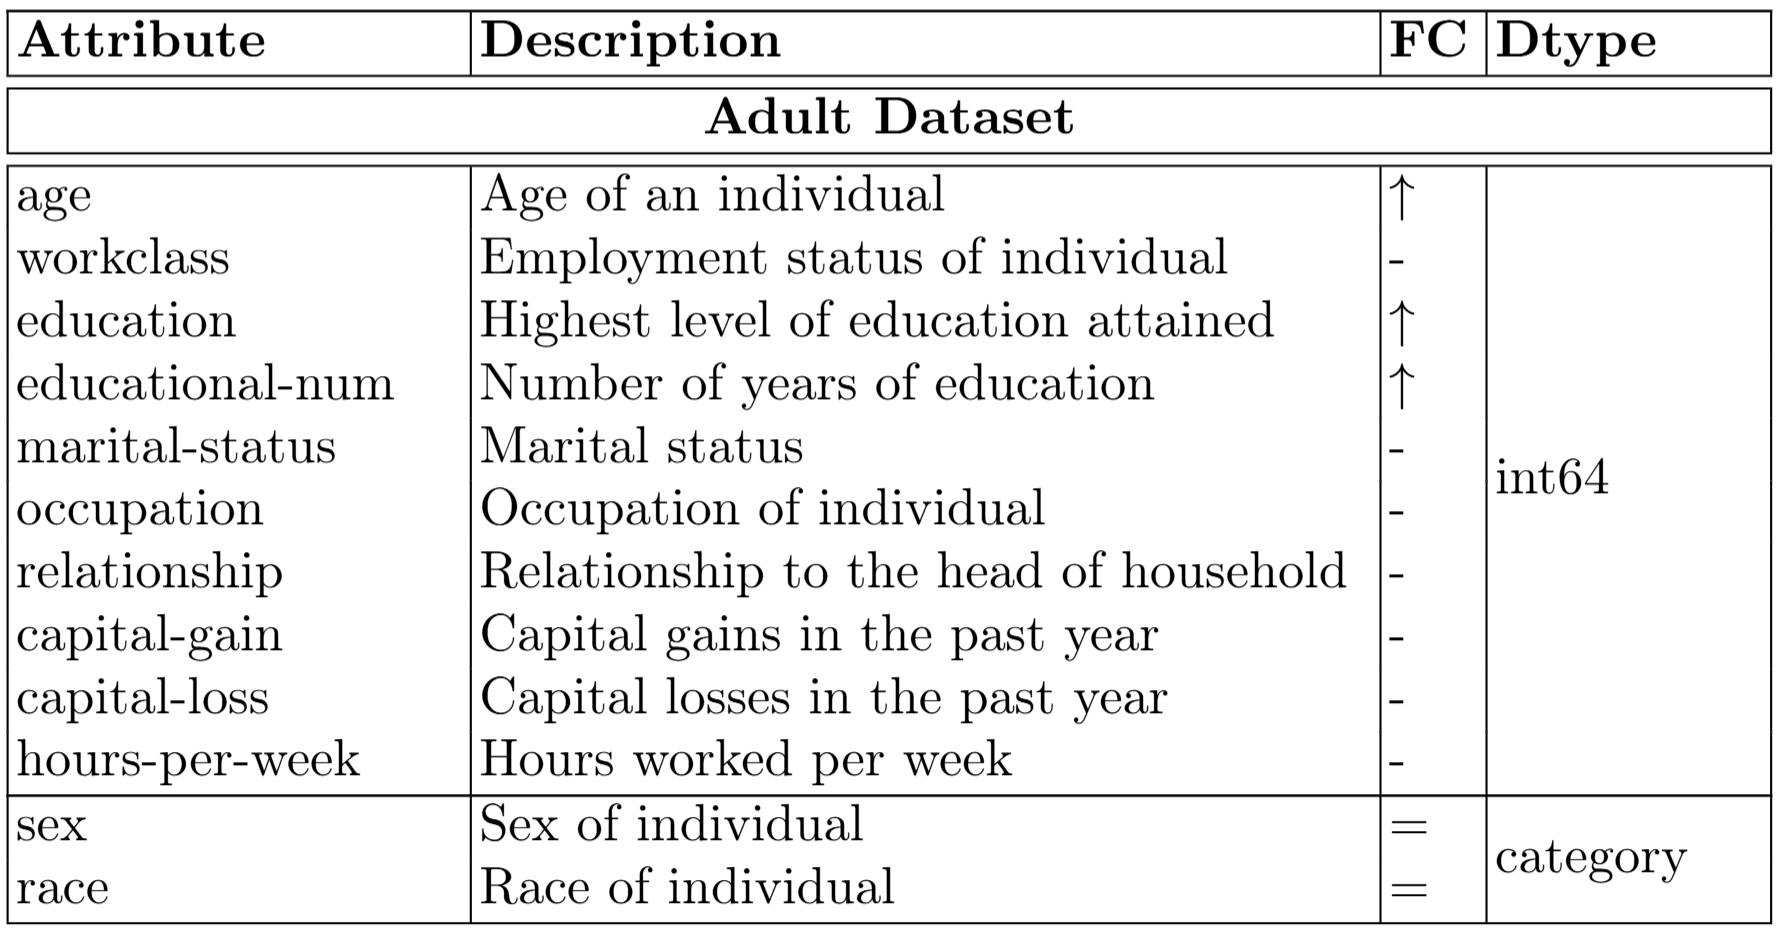 Attribute Description FC Dtype
Adult Dataset
age Age of an individual ↑
workclass Employment status of individual -
education Highest level of education attained ↑
educational-num Number of years of education ↑
marital-status Marital status -
int64
occupation Occupation of individual -
relationship Relationship to the head of household -
capital-gain Capital gains in the past year -
capital-loss Capital losses in the past year -
hours-per-week Hours worked per week -
sex Sex of individual =
category
race Race of individual =